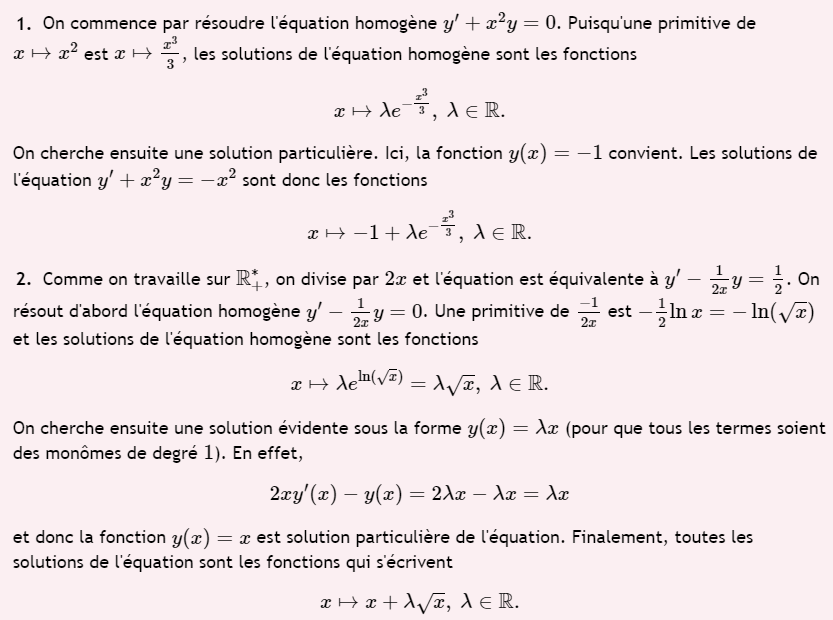 1. On commence par résoudre l'équation homogène $y' + x^2y = 0$. Puisqu'une primitive de
$x \mapsto x^2$ est $x \mapsto \frac{x^3}{3}$, les solutions de l'équation homogène sont les fonctions
$x \mapsto \lambda e^{-\frac{x^3}{3}},\ \lambda \in \mathbb{R}.$
On cherche ensuite une solution particulière. Ici, la fonction $y(x) = -1$ convient. Les solutions de
l'équation $y' + x^2y = -x^2$ sont donc les fonctions
$x \mapsto -1 + \lambda e^{-\frac{x^3}{3}},\ \lambda \in \mathbb{R}.$
2. Comme on travaille sur $\mathbb{R}_+^*$, on divise par $2x$ et l'équation est équivalente à $y' - \frac{1}{2x}y = \frac{1}{2}$. On
résout d'abord l'équation homogène $y' - \frac{1}{2x}y = 0$. Une primitive de $\frac{-1}{2x}$ est $-\frac{1}{2}\ln x = -\ln(\sqrt{x})$
et les solutions de l'équation homogène sont les fonctions
$x \mapsto \lambda e^{\ln(\sqrt{x})} = \lambda\sqrt{x},\ \lambda \in \mathbb{R}.$
On cherche ensuite une solution évidente sous la forme $y(x) = \lambda x$ (pour que tous les termes soient
des monômes de degré $1$). En effet,
$2xy'(x) - y(x) = 2\lambda x - \lambda x = \lambda x$
et donc la fonction $y(x) = x$ est solution particulière de l'équation. Finalement, toutes les
solutions de l'équation sont les fonctions qui s'écrivent
$x \mapsto x + \lambda\sqrt{x},\ \lambda \in \mathbb{R}.$